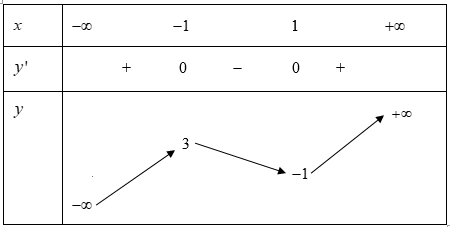 x −∞ −1 1 +∞
y' + 0 − 0 +
y +∞
3
−1
−∞